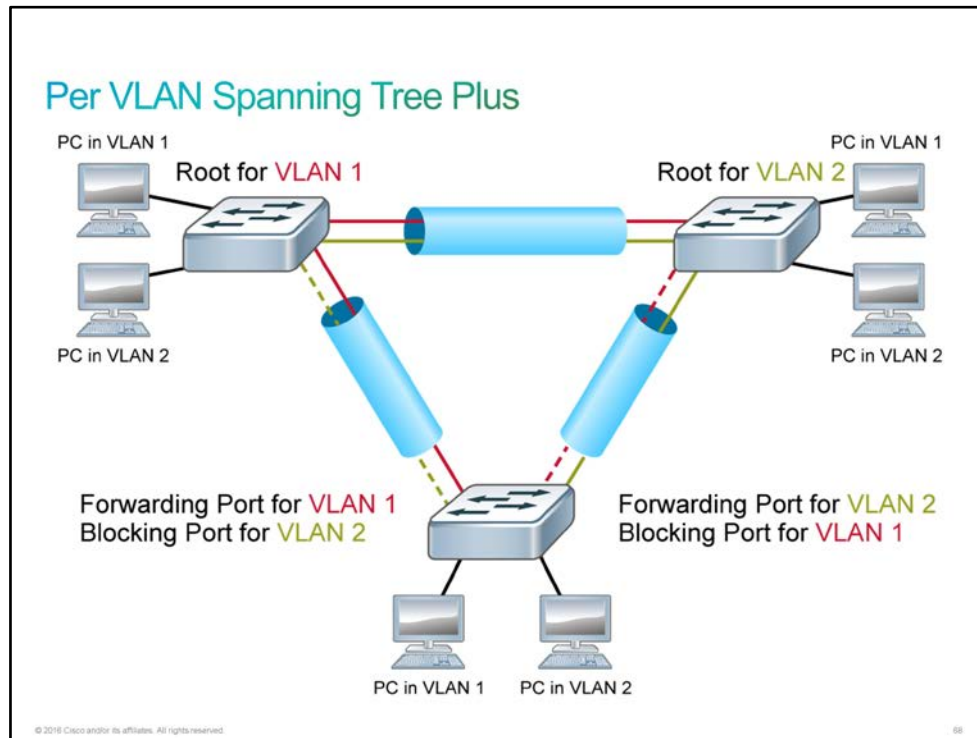 Per VLAN Spanning Tree Plus
PC in VLAN 1
Root for VLAN 1
Root for VLAN 2
PC in VLAN 1
PC in VLAN 2
PC in VLAN 2
Forwarding Port for VLAN 1
Blocking Port for VLAN 2
Forwarding Port for VLAN 2
Blocking Port for VLAN 1
PC in VLAN 1
PC in VLAN 2
© 2016 Cisco and/or its affiliates. All rights reserved.
68